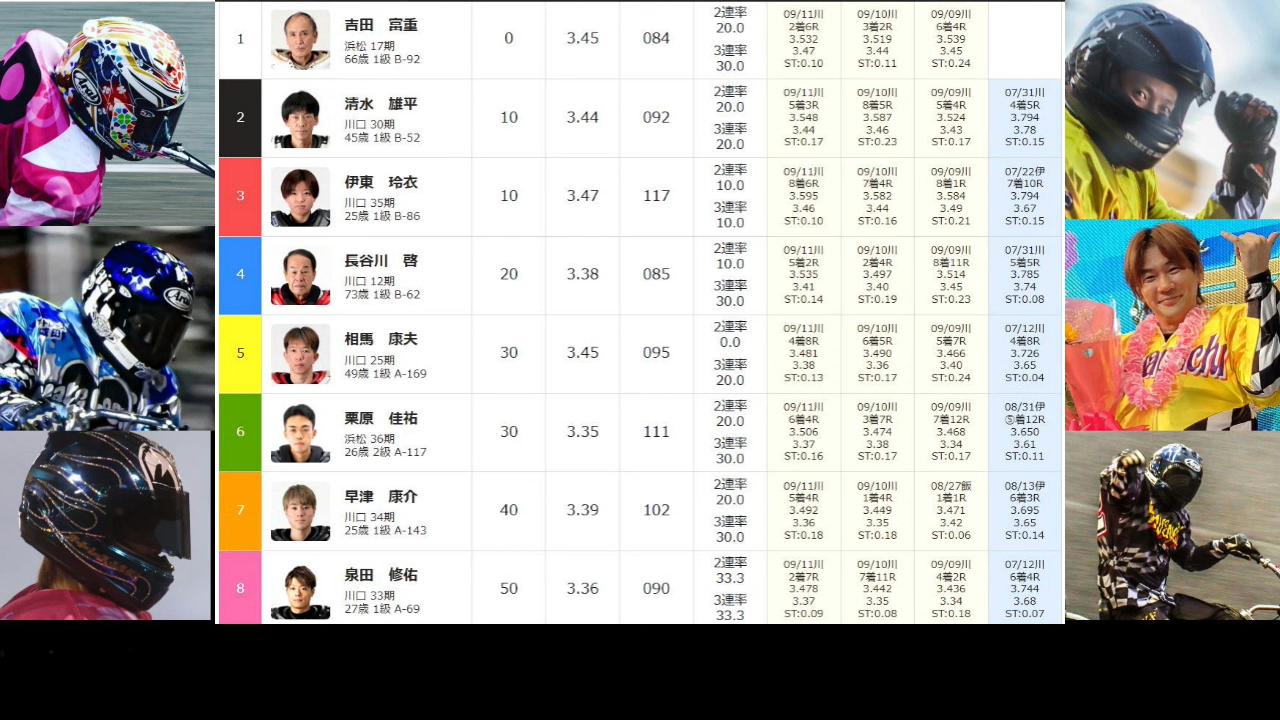 1
吉田 富重
浜松 17期
66歳 1級 B-92
0
3.45
084
2連率
20.0
3連率
30.0
09/11川
2着6R
3.532
3.47
ST:0.10
09/10川
3着2R
3.519
3.44
ST:0.11
09/09川
6着4R
3.539
3.45
ST:0.24
2
清水 雄平
川口 30期
45歳 1級 B-52
10
3.44
092
2連率
20.0
3連率
20.0
09/11川
5着3R
3.548
3.44
ST:0.17
09/10川
8着5R
3.587
3.46
ST:0.23
09/09川
5着4R
3.524
3.43
ST:0.17
07/31川
4着5R
3.794
3.78
ST:0.15
3
伊東 玲衣
川口 35期
25歳 1級 B-86
10
3.47
117
2連率
10.0
3連率
10.0
09/11川
8着6R
3.595
3.46
ST:0.10
09/10川
7着4R
3.582
3.44
ST:0.16
09/09川
8着1R
3.584
3.49
ST:0.21
07/22伊
7着10R
3.794
3.67
ST:0.15
4
長谷川 啓
川口 12期
73歳 1級 B-62
20
3.38
085
2連率
10.0
3連率
30.0
09/11川
5着2R
3.535
3.41
ST:0.14
09/10川
2着4R
3.497
3.40
ST:0.19
09/09川
8着11R
3.514
3.45
ST:0.23
07/31川
5着5R
3.785
3.74
ST:0.08
5
相馬 康夫
川口 25期
49歳 1級 A-169
30
3.45
095
2連率
0.0
3連率
20.0
09/11川
4着8R
3.481
3.38
ST:0.13
09/10川
6着5R
3.490
3.36
ST:0.17
09/09川
5着7R
3.466
3.40
ST:0.24
07/12川
4着8R
3.726
3.65
ST:0.04
6
栗原 佳祐
浜松 36期
26歳 2級 A-117
30
3.35
111
2連率
20.0
3連率
30.0
09/11川
6着4R
3.506
3.37
ST:0.16
09/10川
3着7R
3.474
3.38
ST:0.17
09/09川
7着12R
3.468
3.34
ST:0.17
08/31伊
⑤着12R
3.650
3.61
ST:0.11
7
早津 康介
川口 34期
25歳 1級 A-143
40
3.39
102
2連率
20.0
3連率
30.0
09/11川
5着4R
3.492
3.36
ST:0.18
09/10川
1着4R
3.449
3.35
ST:0.18
08/27飯
1着1R
3.471
3.42
ST:0.06
08/13伊
6着3R
3.695
3.55
ST:0.14
8
泉田 修佑
川口 33期
27歳 1級 A-69
50
3.36
090
2連率
33.3
3連率
33.3
09/11川
2着7R
3.478
3.37
ST:0.09
09/10川
7着11R
3.442
3.35
ST:0.08
09/09川
4着2R
3.436
3.34
ST:0.18
07/12川
6着4R
3.744
3.68
ST:0.07
Arai
Arai
START IT